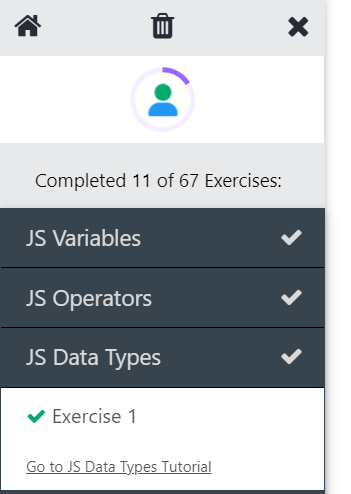 Completed 11 of 67 Exercises:
JS Variables
JS Operators
JS Data Types
Exercise 1
Go to JS Data Types Tutorial